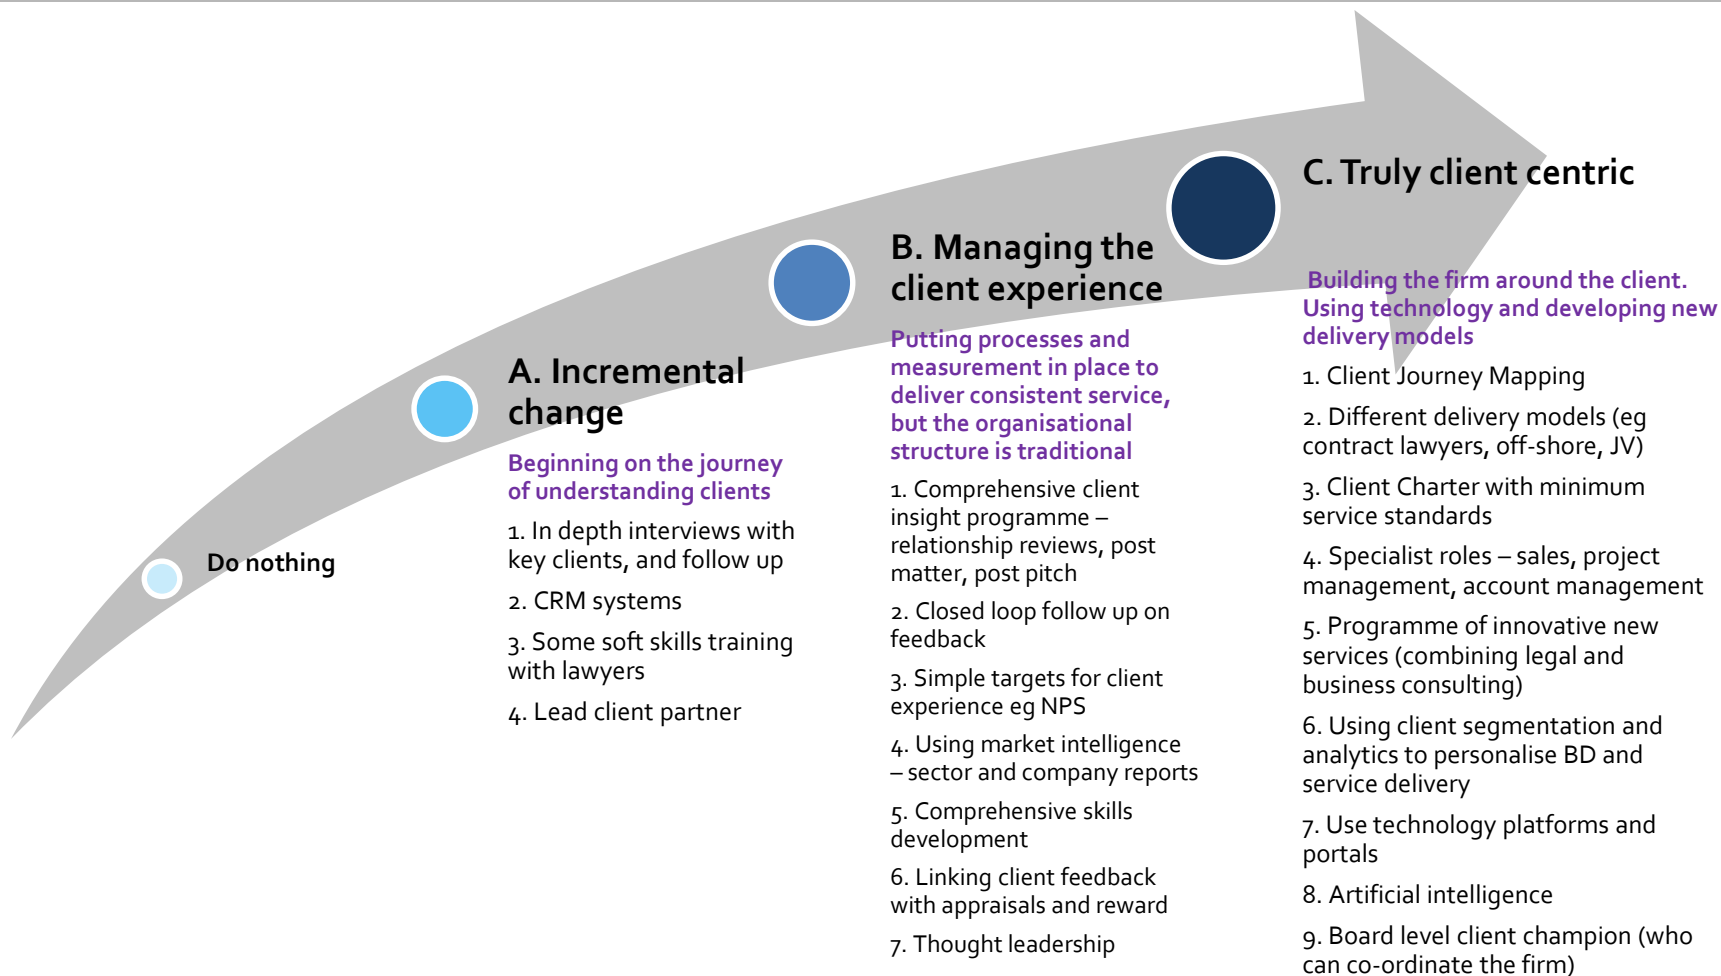 Do nothing
A. Incremental
change
Beginning on the journey
of understanding clients
1. In depth interviews with
key clients, and follow up
2. CRM systems
3. Some soft skills training
with lawyers
4. Lead client partner
B. Managing the
client experience
Putting processes and
measurement in place to
deliver consistent service,
but the organisational
structure is traditional
1. Comprehensive client
insight programme –
relationship reviews, post
matter, post pitch
2. Closed loop follow up on
feedback
3. Simple targets for client
experience eg NPS
4. Using market intelligence
– sector and company reports
5. Comprehensive skills
development
6. Linking client feedback
with appraisals and reward
7. Thought leadership
C. Truly client centric
Building the firm around the client.
Using technology and developing new
delivery models
1. Client Journey Mapping
2. Different delivery models (eg
contract lawyers, off-shore, JV)
3. Client Charter with minimum
service standards
4. Specialist roles – sales, project
management, account management
5. Programme of innovative new
services (combining legal and
business consulting)
6. Using client segmentation and
analytics to personalise BD and
service delivery
7. Use technology platforms and
portals
8. Artificial intelligence
9. Board level client champion (who
can co-ordinate the firm)